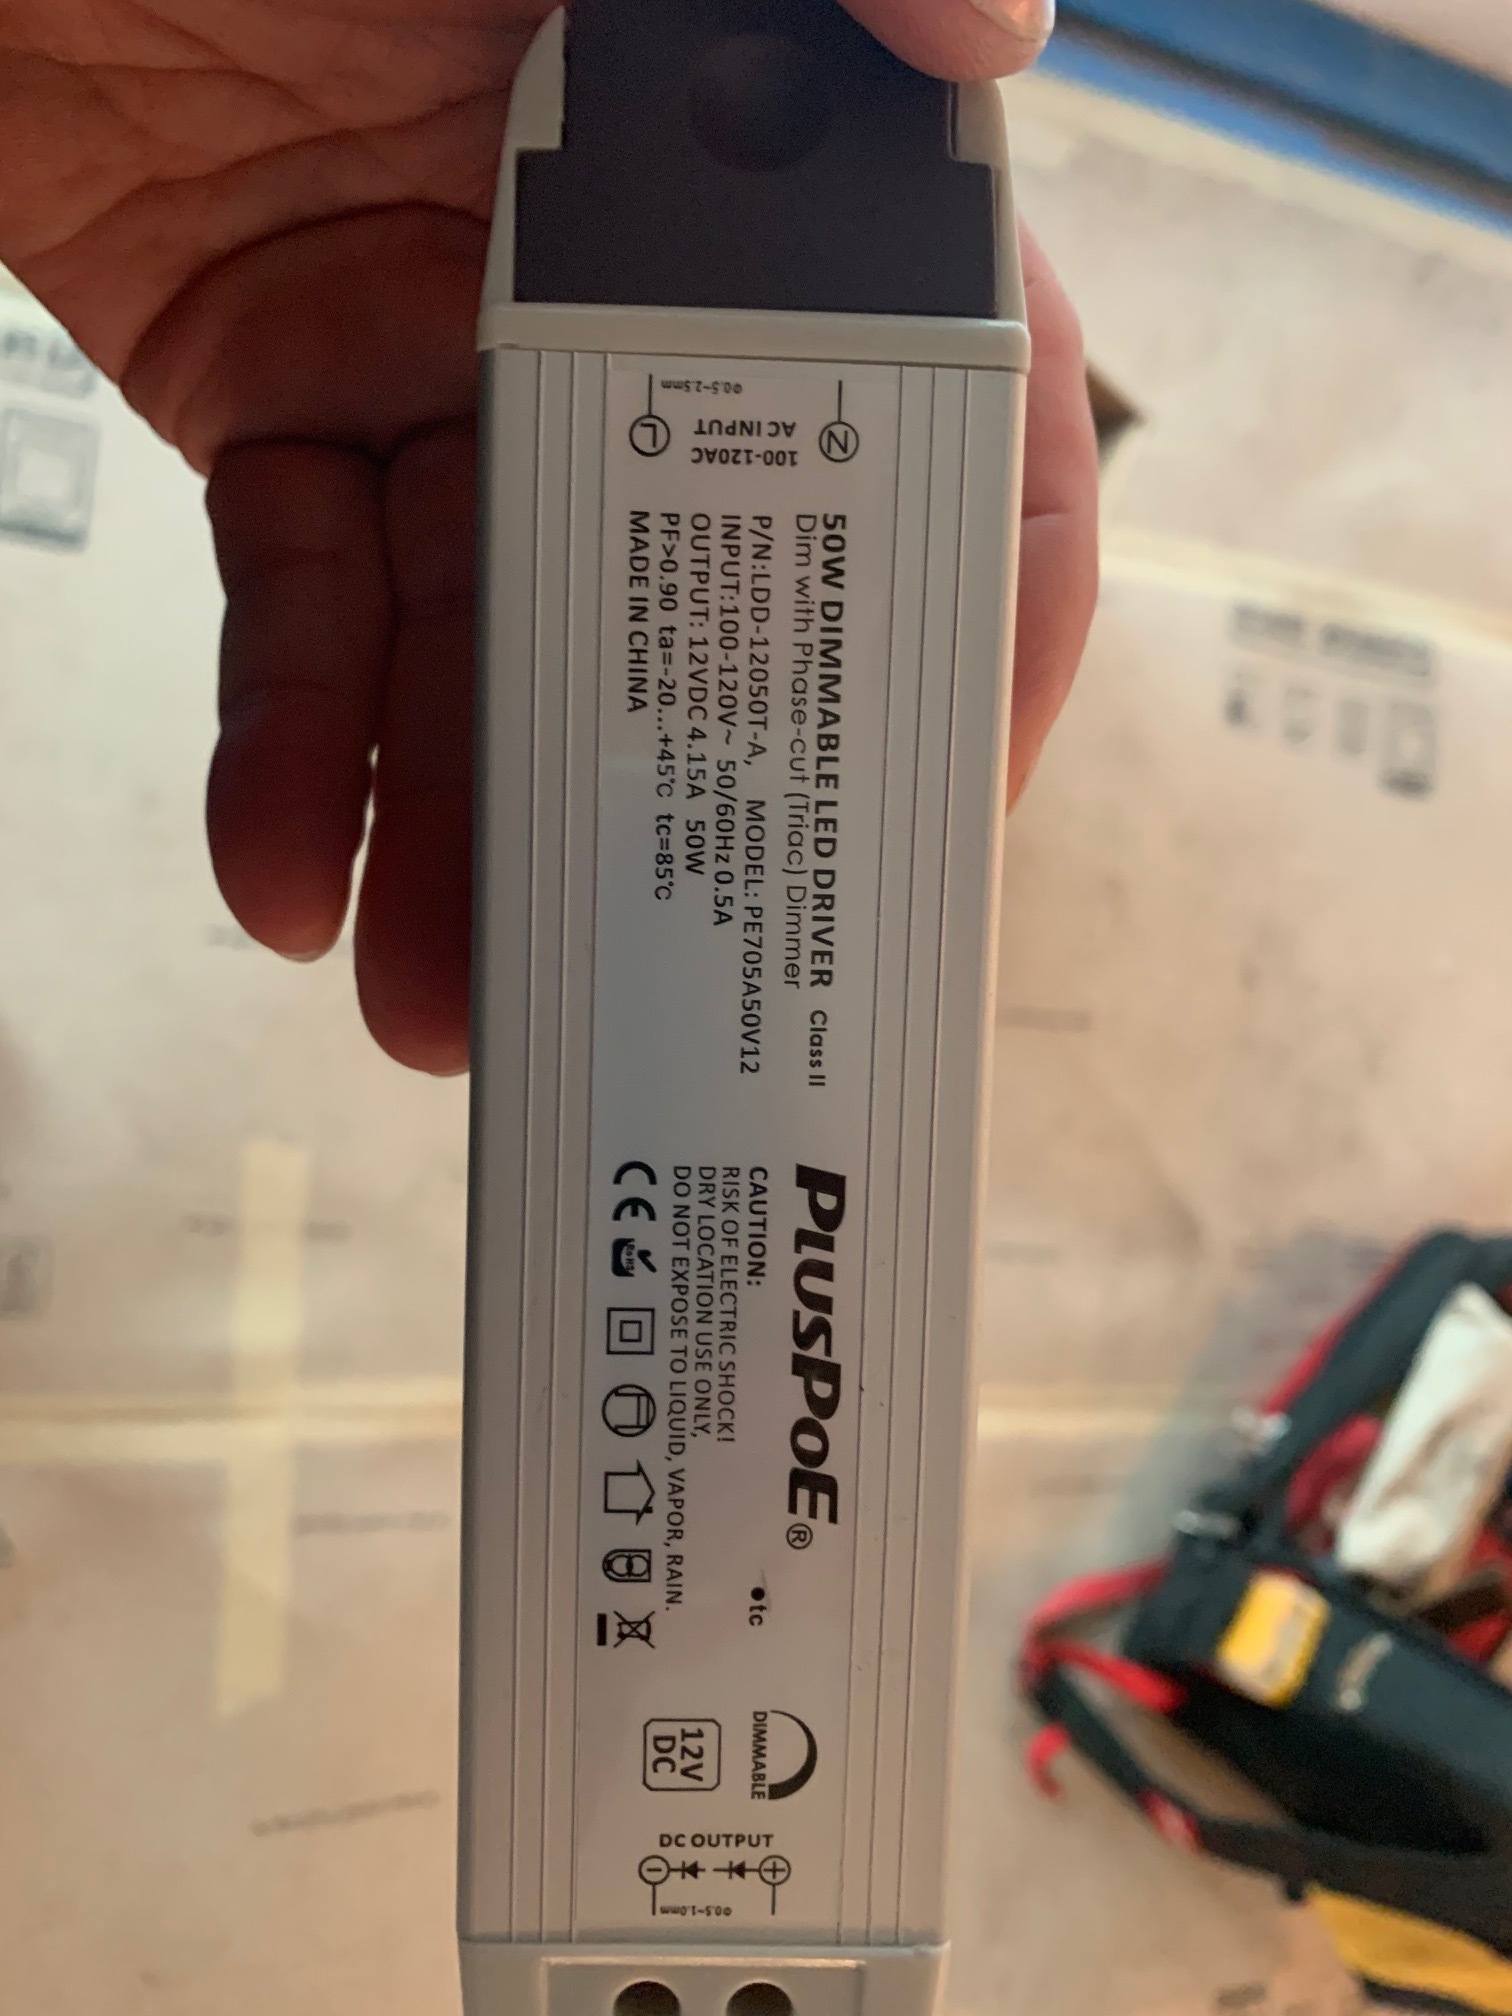 100-120AC
AC INPUT
N
L
Φ0.5~2.5mm
50W DIMMABLE LED DRIVER Class II
Dim with Phase-cut (Triac) Dimmer
P/N:LDD-12050T-A, MODEL: PE705A50V12
INPUT:100-120V~ 50/60Hz 0.5A
OUTPUT: 12VDC 4.15A 50W
PF>0.90 ta=-20...+45℃ tc=85℃
MADE IN CHINA
PLUSPOE®
CAUTION:
RISK OF ELECTRIC SHOCK!
DRY LOCATION USE ONLY,
DO NOT EXPOSE TO LIQUID, VAPOR, RAIN.
CE RoHS
tc
DIMMABLE
12V
DC
DC OUTPUT
+
-
Φ0.5~1.0mm